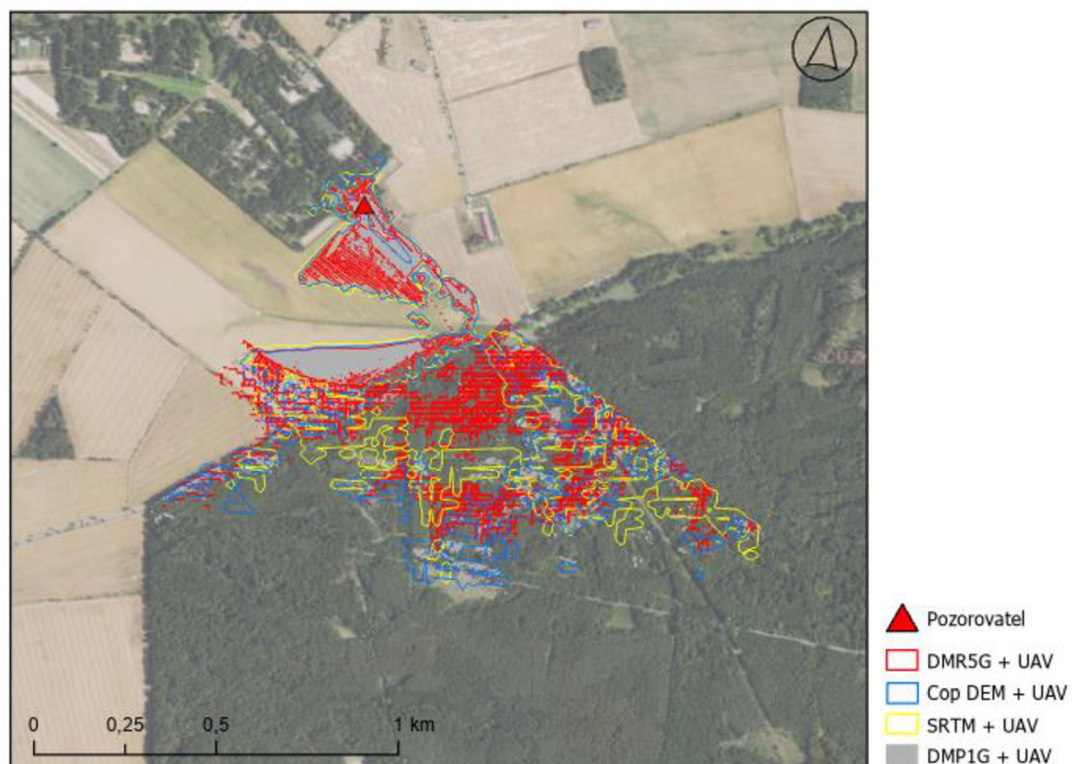 0 0,25 0,5 1 km
Pozorovatel
DMR5G + UAV
Cop DEM + UAV
SRTM + UAV
DMP1G + UAV